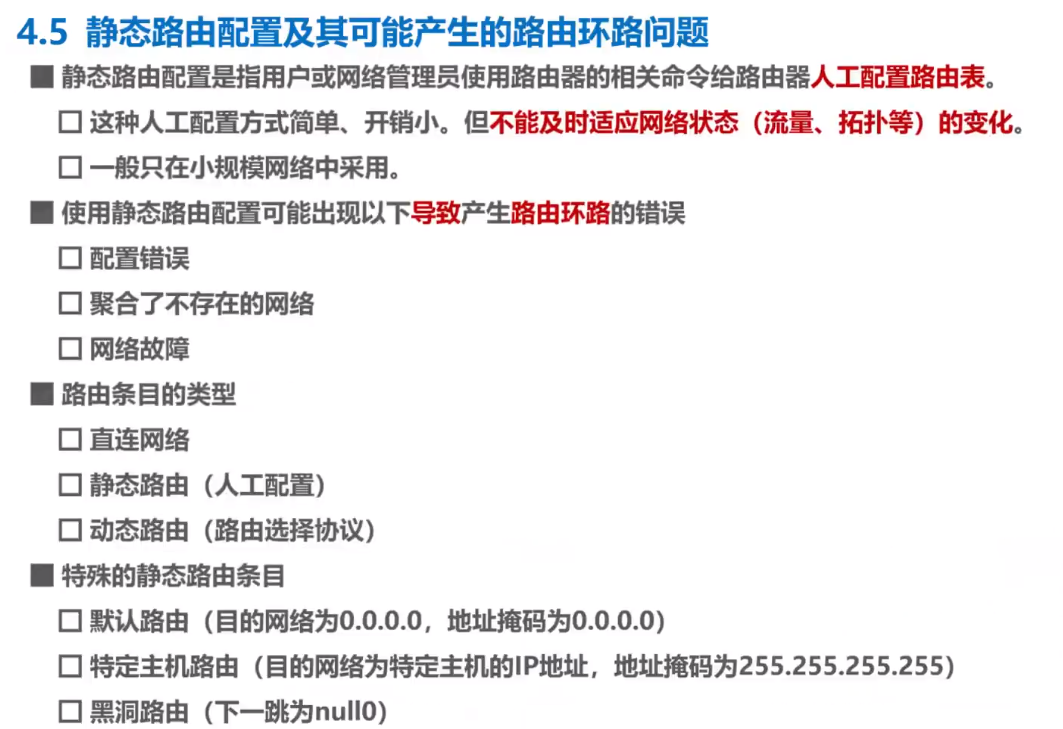 4.5 静态路由配置及其可能产生的路由环路问题
静态路由配置是指用户或网络管理员使用路由器的相关命令给路由器人工配置路由表。
这种人工配置方式简单、开销小。但不能及时适应网络状态（流量、拓扑等）的变化。
一般只在小规模网络中采用。
使用静态路由配置可能出现以下导致产生路由环路的错误
配置错误
聚合了不存在的网络
网络故障
路由条目的类型
直连网络
静态路由（人工配置）
动态路由（路由选择协议）
特殊的静态路由条目
默认路由（目的网络为0.0.0.0，地址掩码为0.0.0.0）
特定主机路由（目的网络为特定主机的IP地址，地址掩码为255.255.255.255）
黑洞路由（下一跳为null0）